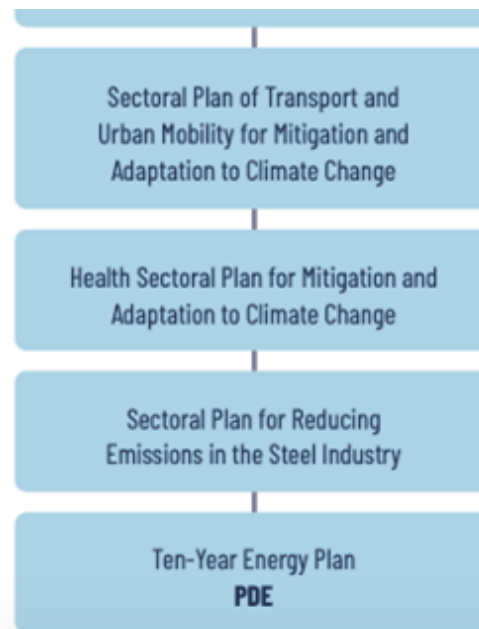 Sectoral Plan of Transport and
Urban Mobility for Mitigation and
Adaptation to Climate Change
Health Sectoral Plan for Mitigation and
Adaptation to Climate Change
Sectoral Plan for Reducing
Emissions in the Steel Industry
Ten-Year Energy Plan
PDE